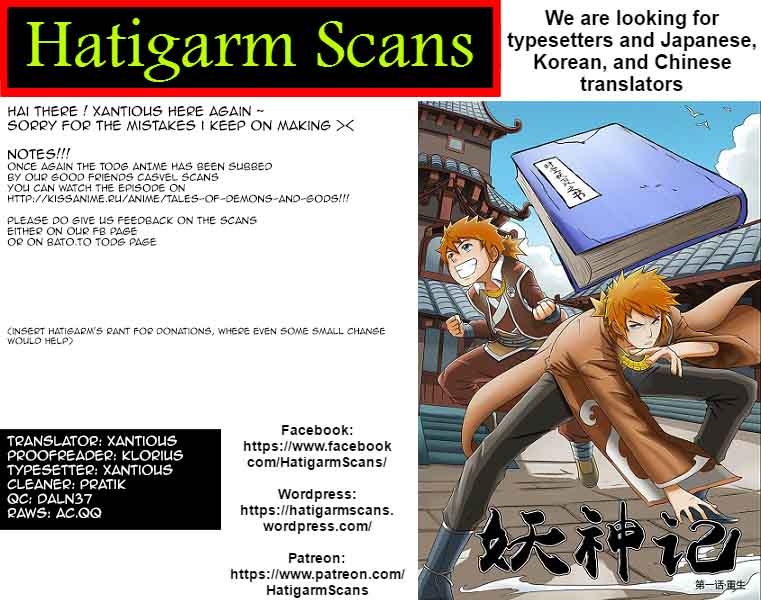 Hatigarm Scans
We are looking for
typesetters and Japanese,
Korean, and Chinese
translators
HAI THERE ! XANTIOUS HERE AGAIN ~
SORRY FOR THE MISTAKES I KEEP ON MAKING ><
NOTES!!!
ONCE AGAIN THE TODG ANIME HAS BEEN SUBBED
BY OUR GOOD FRIENDS CASVEL SCANS
YOU CAN WATCH THE EPISODE ON
HTTP://KISSANIME.RU/ANIME/TALES-OF-DEMONS-AND-GODS!!!
PLEASE DO GIVE US FEEDBACK ON THE SCANS
EITHER ON OUR FB PAGE
OR ON BATO.TO TODG PAGE
(INSERT HATIGARM'S RANT FOR DONATIONS, WHERE EVEN SOME SMALL CHANGE
WOULD HELP)
TRANSLATOR: XANTIOUS
PROOFREADER: KLORIUS
TYPESETTER: XANTIOUS
CLEANER: PRATIK
QC: DALN37
RAWS: AC.QQ
Facebook:
https://www.facebook
com/HatigarmScans/
Wordpress:
https://hatigarmscans.
wordpress.com/
Patreon:
https://www.patreon.com/
HatigarmScans
妖神记
第一话·重生